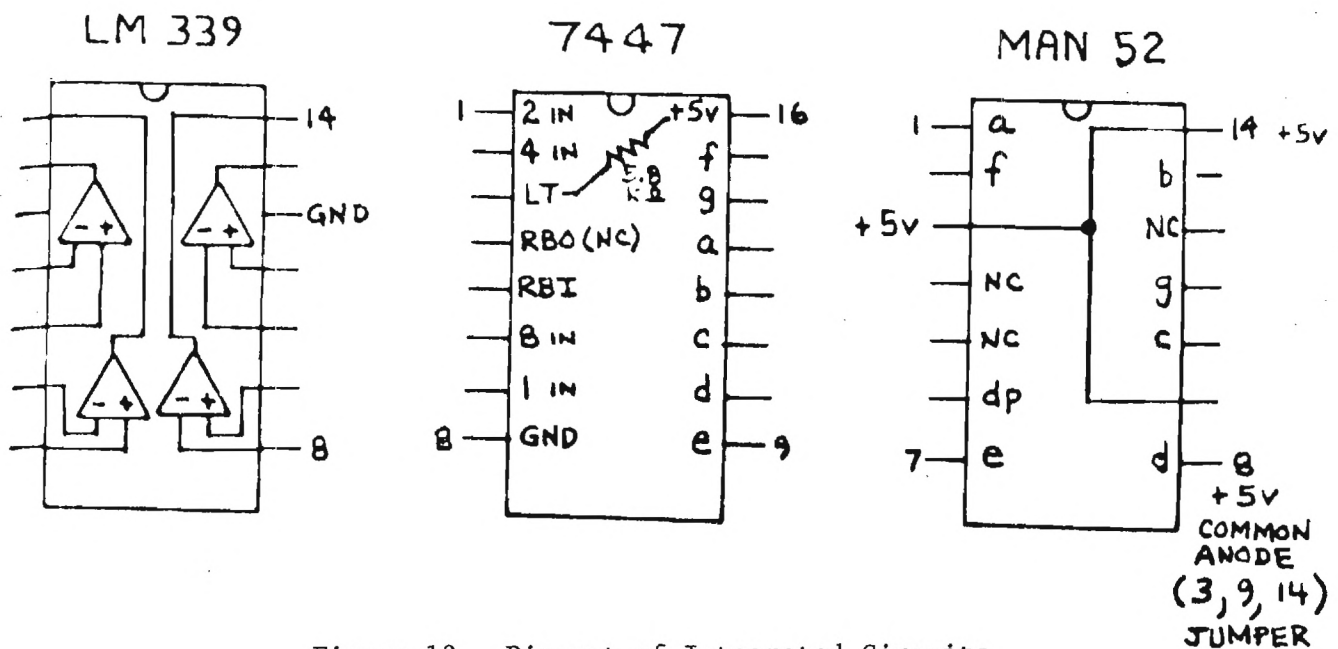 LM 339
14
GND
- +
- +
- +
- +
8
7447
1 2 IN +5v 16
4 IN f
LT g
RBO (NC) a
RBI b
8 IN c
1 IN d
8 GND e 9
MAN 52
1 a 14 +5v
f b
+5v NC
NC g
NC c
dp
7 e d 8
+5v
COMMON
ANODE
(3, 9, 14)
JUMPER